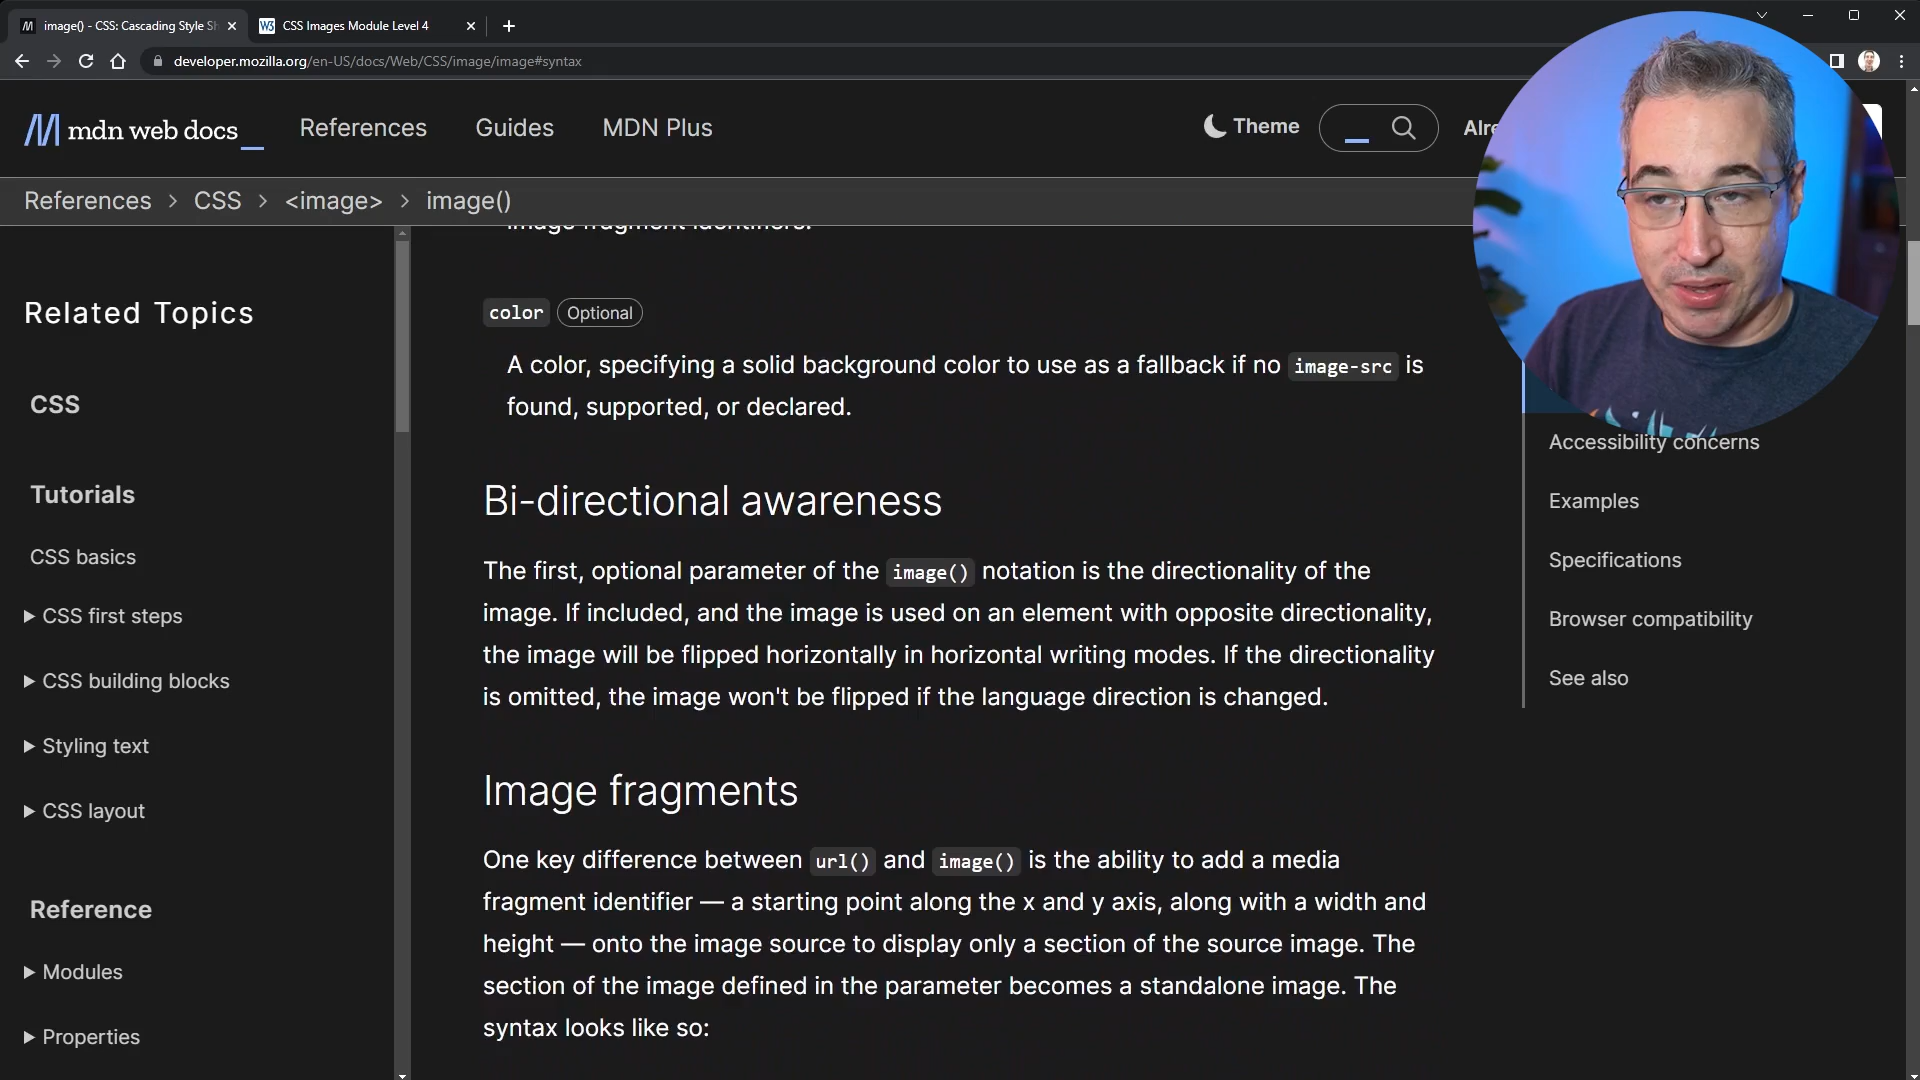 image() - CSS: Cascading Style Sh
CSS Images Module Level 4
developer.mozilla.org/en-US/docs/Web/CSS/image/image#syntax
mdn web docs_
References
Guides
MDN Plus
Theme
References > CSS > <image> > image()
image fragment identifiers.
Related Topics
CSS
Tutorials
CSS basics
CSS first steps
CSS building blocks
Styling text
CSS layout
Reference
Modules
Properties
color Optional
A color, specifying a solid background color to use as a fallback if no image-src is
found, supported, or declared.
Bi-directional awareness
The first, optional parameter of the image() notation is the directionality of the
image. If included, and the image is used on an element with opposite directionality,
the image will be flipped horizontally in horizontal writing modes. If the directionality
is omitted, the image won't be flipped if the language direction is changed.
Image fragments
One key difference between url() and image() is the ability to add a media
fragment identifier — a starting point along the x and y axis, along with a width and
height — onto the image source to display only a section of the source image. The
section of the image defined in the parameter becomes a standalone image. The
syntax looks like so:
Accessibility concerns
Examples
Specifications
Browser compatibility
See also